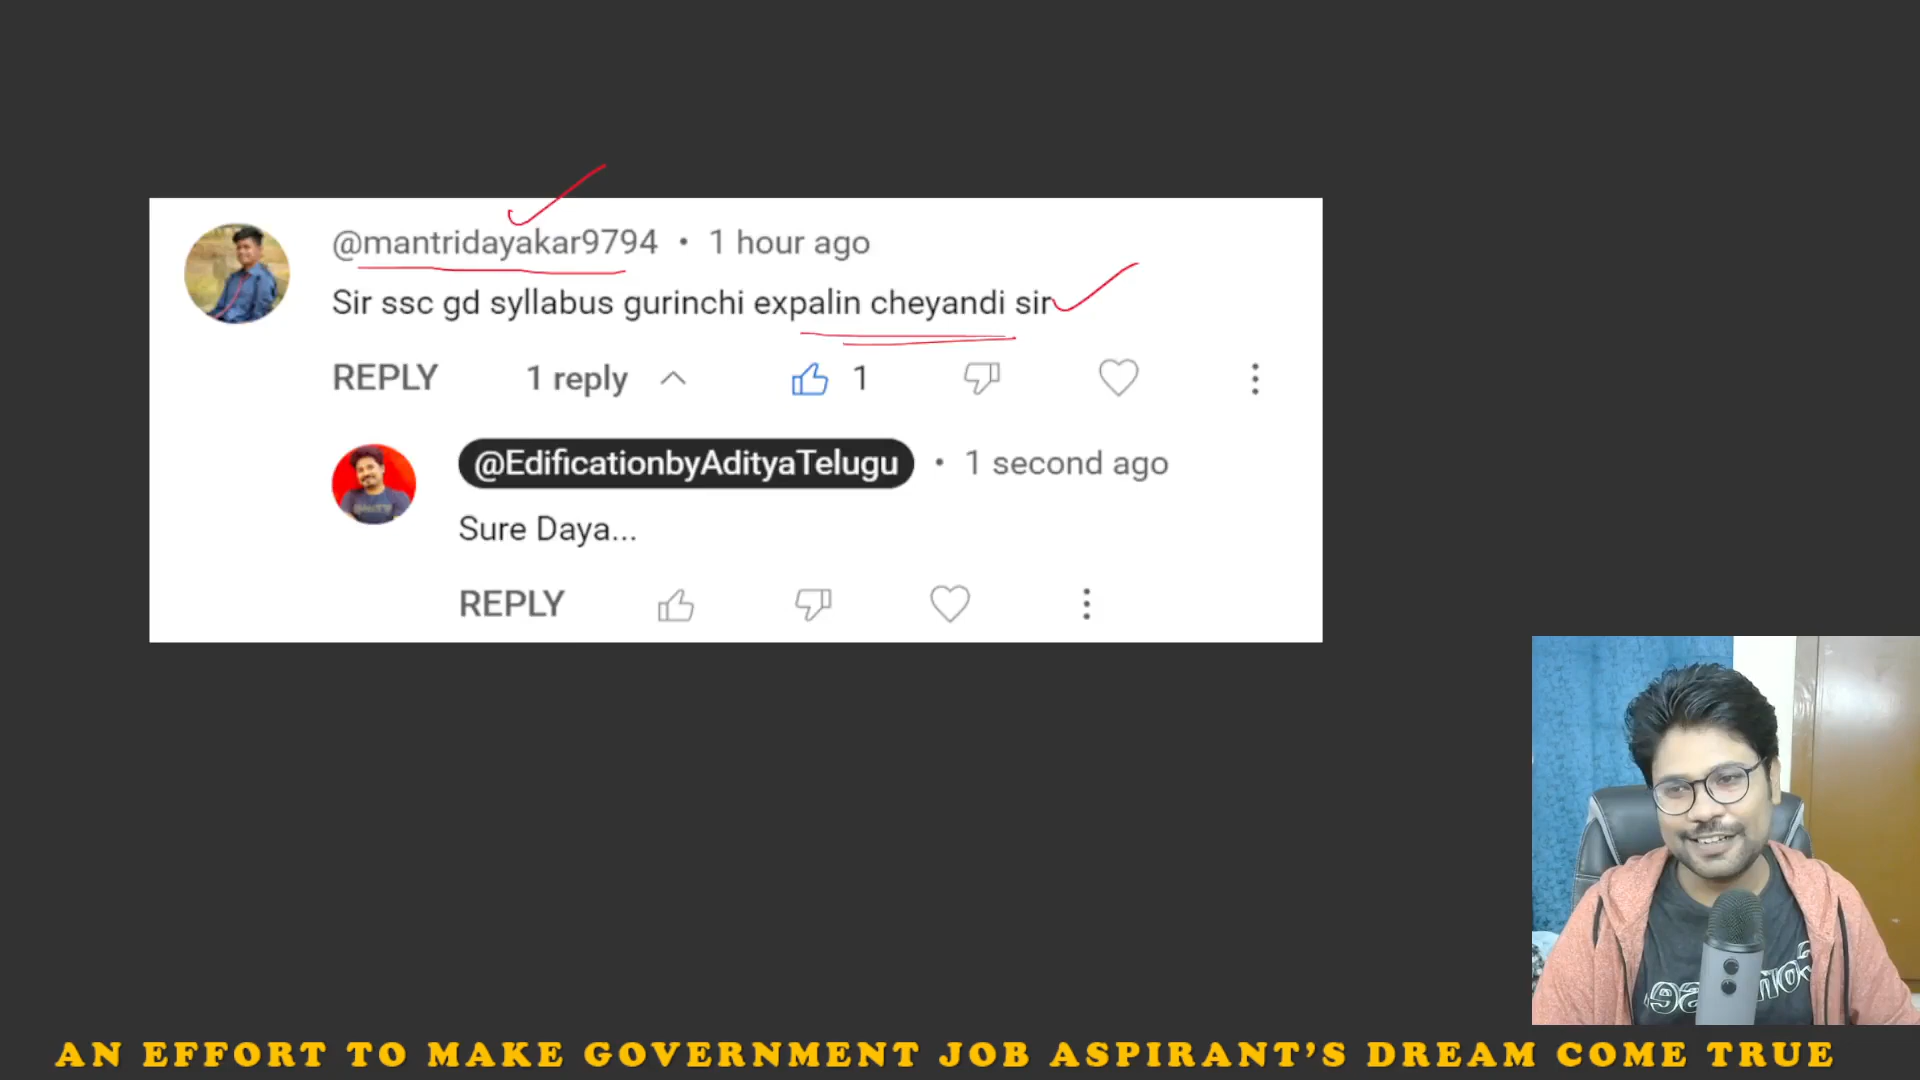 @mantridayakar9794 • 1 hour ago
Sir ssc gd syllabus gurinchi expalin cheyandi sir
REPLY 1 reply 1
@EdificationbyAdityaTelugu • 1 second ago
Sure Daya...
REPLY
AN EFFORT TO MAKE GOVERNMENT JOB ASPIRANT'S DREAM COME TRUE